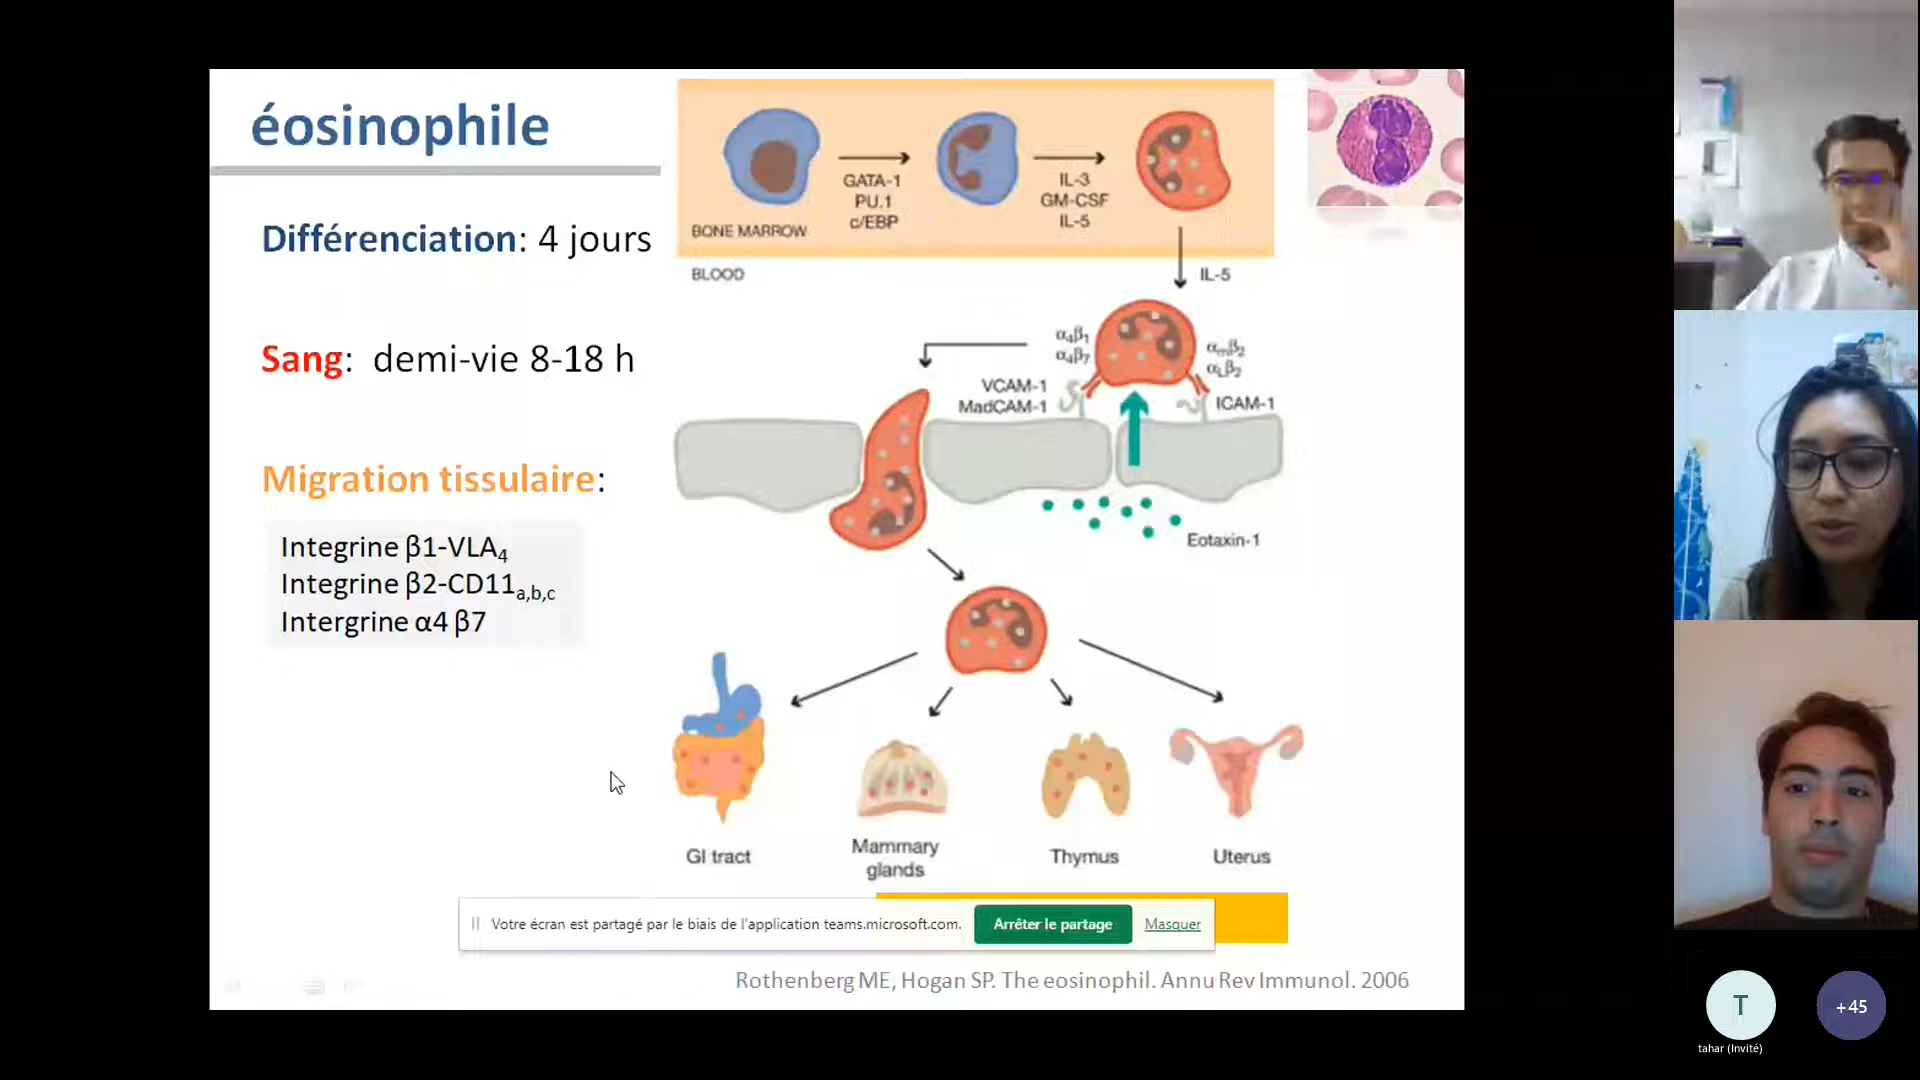 éosinophile
Différenciation: 4 jours
Sang: demi-vie 8-18 h
Migration tissulaire:
Integrine β1-VLA4
Integrine β2-CD11a,b,c
Intergrine α4 β7
GATA-1
PU.1
c/EBP
IL-3
GM-CSF
IL-5
BONE MARROW
BLOOD
IL-5
α4β1
α4β7
αmβ2
αLβ2
VCAM-1
MadCAM-1
ICAM-1
Eotaxin-1
GI tract
Mammary
glands
Thymus
Uterus
Votre écran est partagé par le biais de l'application teams.microsoft.com.
Arrêter le partage
Masquer
Rothenberg ME, Hogan SP. The eosinophil. Annu Rev Immunol. 2006
T
+45
tahar (Invité)